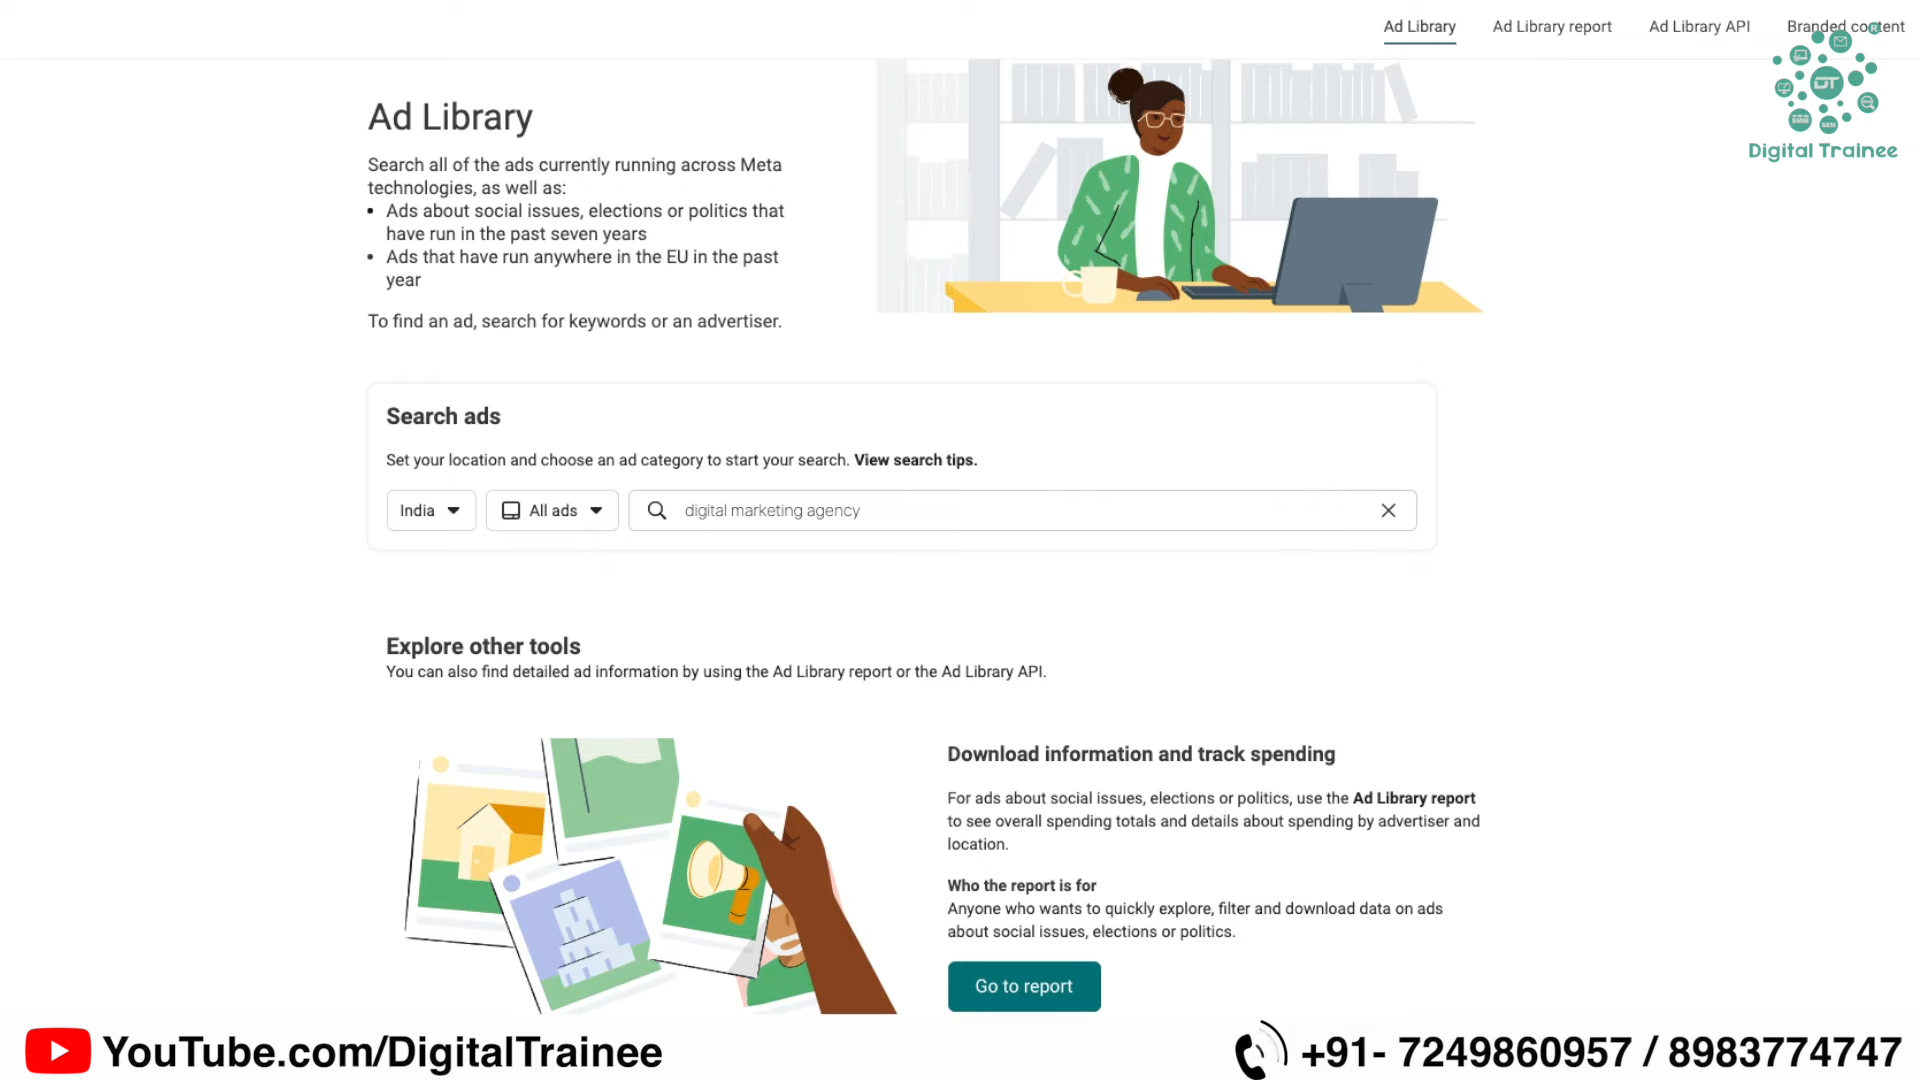 Ad Library
Ad Library report
Ad Library API
Branded content
DT
SMM
SEM
Digital Trainee
Ad Library
Search all of the ads currently running across Meta
technologies, as well as:
• Ads about social issues, elections or politics that
have run in the past seven years
• Ads that have run anywhere in the EU in the past
year
To find an ad, search for keywords or an advertiser.
Search ads
Set your location and choose an ad category to start your search. View search tips.
India
All ads
digital marketing agency
Explore other tools
You can also find detailed ad information by using the Ad Library report or the Ad Library API.
Download information and track spending
For ads about social issues, elections or politics, use the Ad Library report
to see overall spending totals and details about spending by advertiser and
location.
Who the report is for
Anyone who wants to quickly explore, filter and download data on ads
about social issues, elections or politics.
Go to report
YouTube.com/DigitalTrainee
+91- 7249860957 / 8983774747